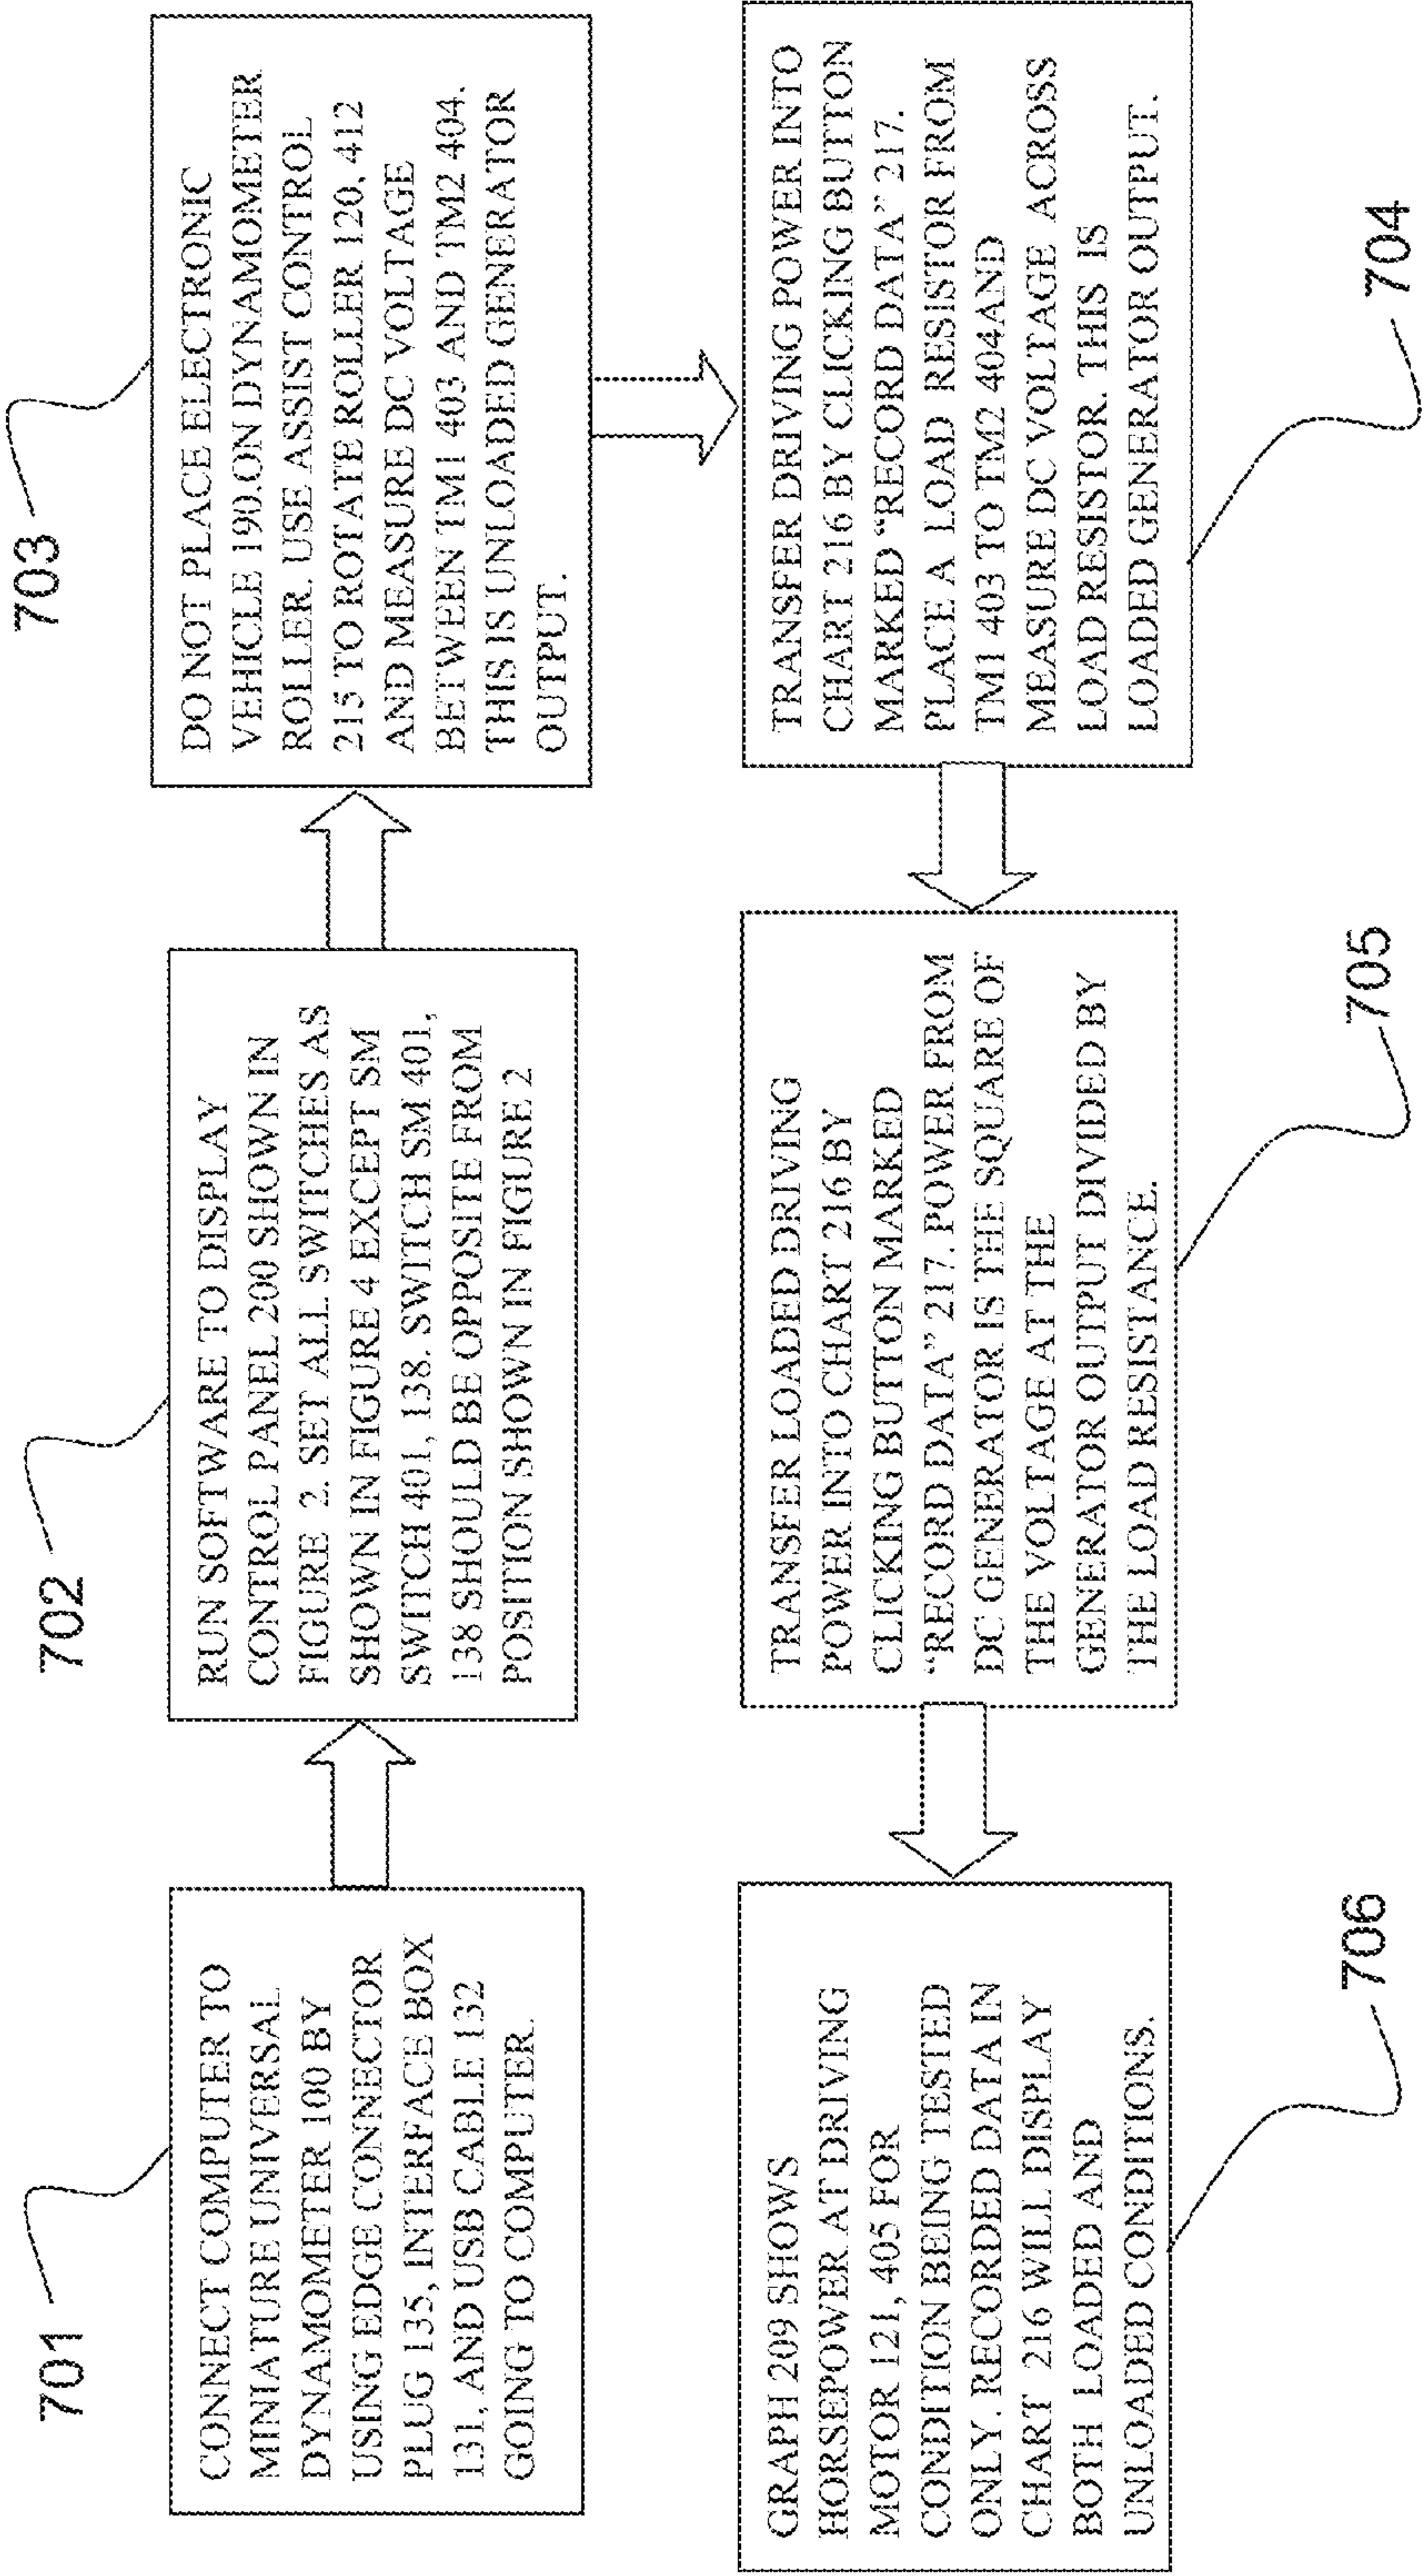 701
CONNECT COMPUTER TO
MINIATURE UNIVERSAL
DYNAMOMETER 100 BY
USING EDGE CONNECTOR
PLUG 135, INTERFACE BOX
131, AND USB CABLE 132
GOING TO COMPUTER.
702
RUN SOFTWARE TO DISPLAY
CONTROL PANEL 200 SHOWN IN
FIGURE 2. SET ALL SWITCHES AS
SHOWN IN FIGURE 4 EXCEPT SM
SWITCH 401, 138. SWITCH SM 401,
138 SHOULD BE OPPOSITE FROM
POSITION SHOWN IN FIGURE 2
703
DO NOT PLACE ELECTRONIC
VEHICLE 190.ON DYNAMOMETER
ROLLER. USE ASSIST CONTROL
215 TO ROTATE ROLLER 120, 412
AND MEASURE DC VOLTAGE
BETWEEN TM1 403 AND TM2 404.
THIS IS UNLOADED GENERATOR
OUTPUT.
TRANSFER DRIVING POWER INTO
CHART 216 BY CLICKING BUTTON
MARKED “RECORD DATA” 217.
PLACE A LOAD RESISTOR FROM
TM1 403 TO TM2 404AND
MEASURE DC VOLTAGE ACROSS
LOAD RESISTOR. THIS IS
LOADED GENERATOR OUTPUT.
704
TRANSFER LOADED DRIVING
POWER INTO CHART 216 BY
CLICKING BUTTON MARKED
“RECORD DATA” 217. POWER FROM
DC GENERATOR IS THE SQUARE OF
THE VOLTAGE AT THE
GENERATOR OUTPUT DIVIDED BY
THE LOAD RESISTANCE.
705
GRAPH 209 SHOWS
HORSEPOWER AT DRIVING
MOTOR 121, 405 FOR
CONDITION BEING TESTED
ONLY. RECORDED DATA IN
CHART 216 WILL DISPLAY
BOTH LOADED AND
UNLOADED CONDITIONS.
706